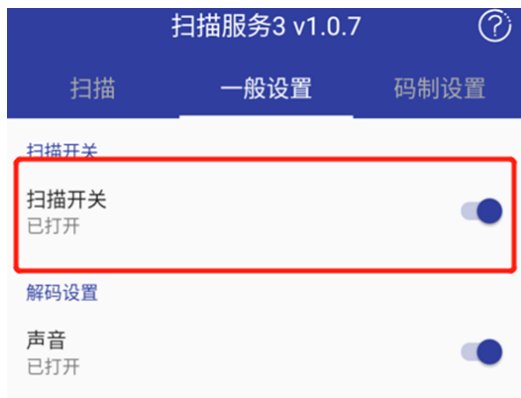 扫描服务3 v1.0.7
扫描 一般设置 码制设置
扫描开关
扫描开关
已打开
解码设置
声音
已打开